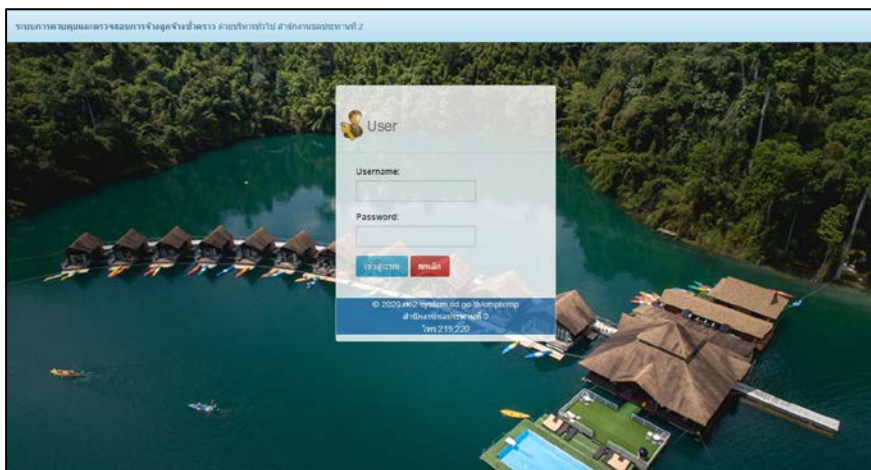 ระบบการควบคุมและตรวจสอบการจ้างลูกจ้างชั่วคราว ฝ่ายบริหารทั่วไป สำนักงานชลประทานที่ 2
User
Username:
Password:
เข้าสู่ระบบ ยกเลิก
© 2020 system.rid.go.th/emptemp
สำนักงานชลประทานที่ 2
โทร 219,220